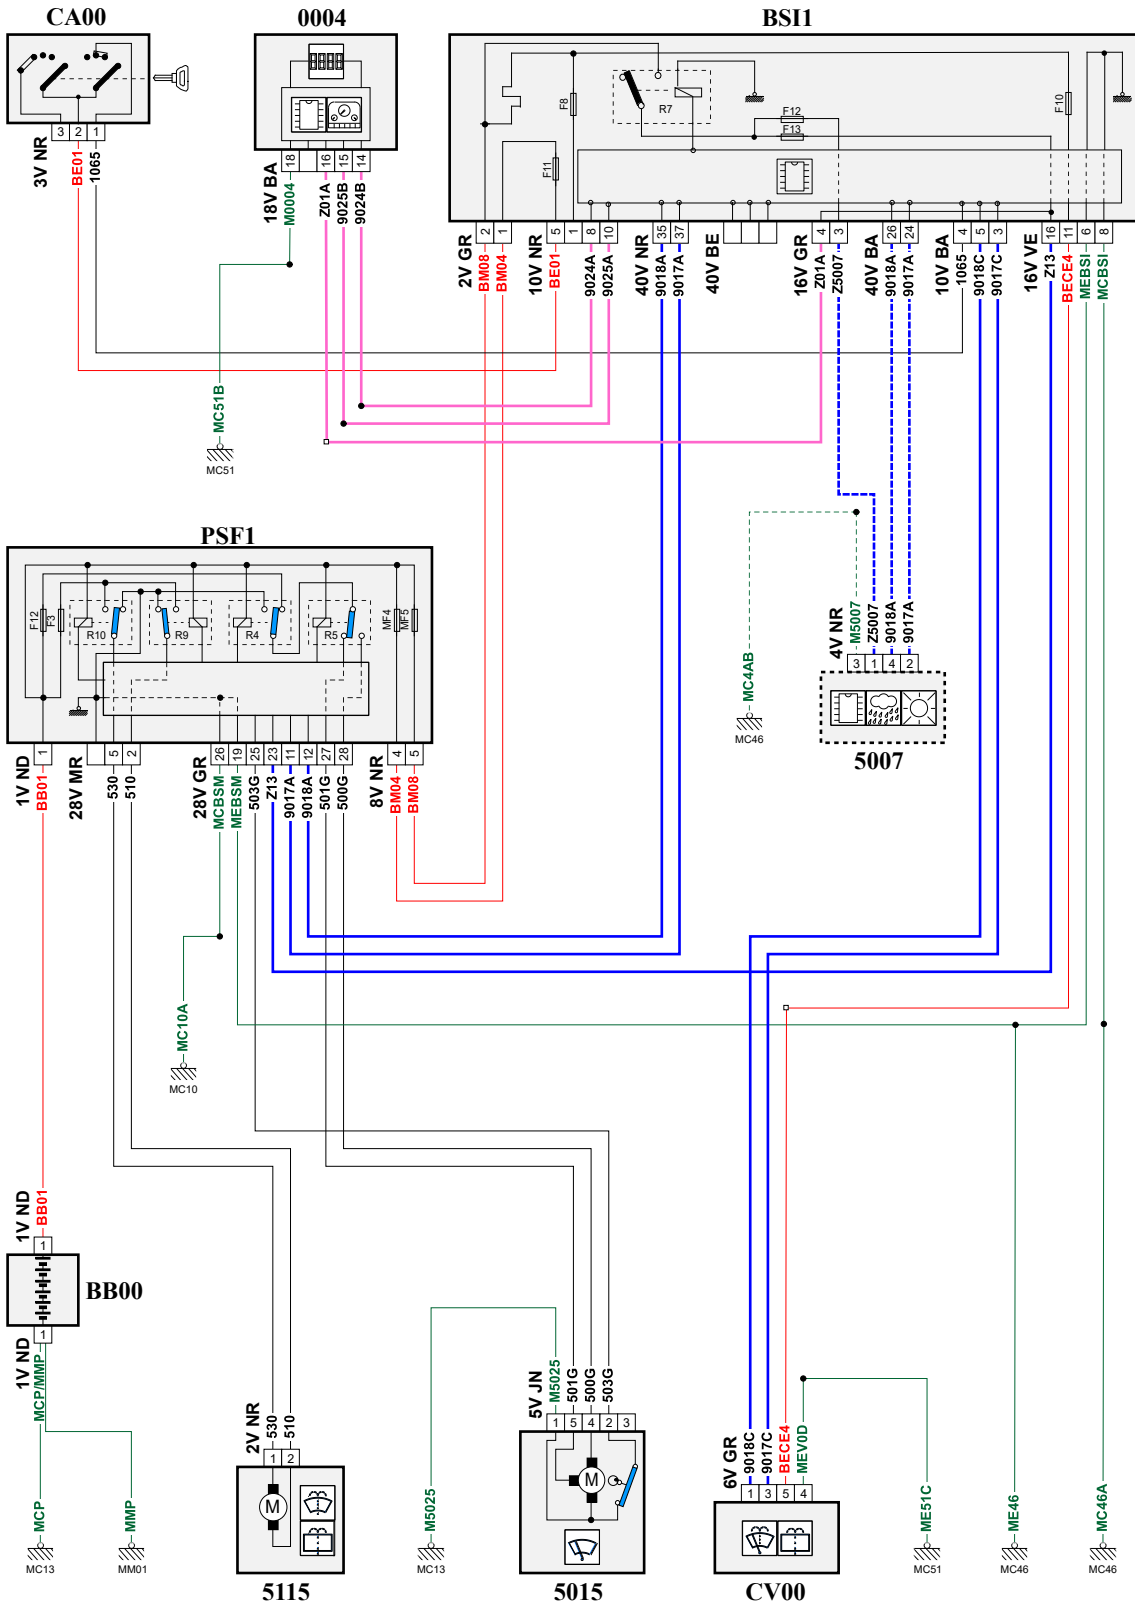 CA00
0004
BSI1
F8
R7
F12
F13
F10
F11
3 2 1
3V NR
BE01
1065
18 16 15 14
18V BA
M0004
Z01A
9025B
9024B
2 1
2V GR
BM08
BM04
5 1 8 10
10V NR
BE01
9024A
9025A
35 37
40V NR
9018A
9017A
40V BE
4 3
16V GR
Z01A
Z5007
26 24
40V BA
9018A
9017A
4 5 3
10V BA
1065
9018C
9017C
16 11 6 8
16V VE
Z13
BECE4
MEBSI
MCBSI
MC51B
MC51
PSF1
F12
F3
R10
R9
R4
R5
MF4
MF5
1
1V ND
BB01
5 2
28V MR
530
510
26 19 25 23 11 12 27 28
28V GR
MCBSM
MEBSM
503G
Z13
9017A
9018A
501G
500G
4 5
8V NR
BM04
BM08
MC4AB
MC46
4V NR
M5007
Z5007
9018A
9017A
3 1 4 2
5007
MC10A
MC10
1V ND
BB01
1
BB00
1
1V ND
MCP/MMP
MCP
MC13
MMP
MM01
2V NR
530
510
1 2
M
5115
M5025
MC13
5V JN
M5025
501G
500G
503G
1 5 4 2 3
M
5015
6V GR
9018C
9017C
BECE4
MEV0D
1 3 5 4
CV00
ME51C
MC51
ME46
MC46
MC46A
MC46